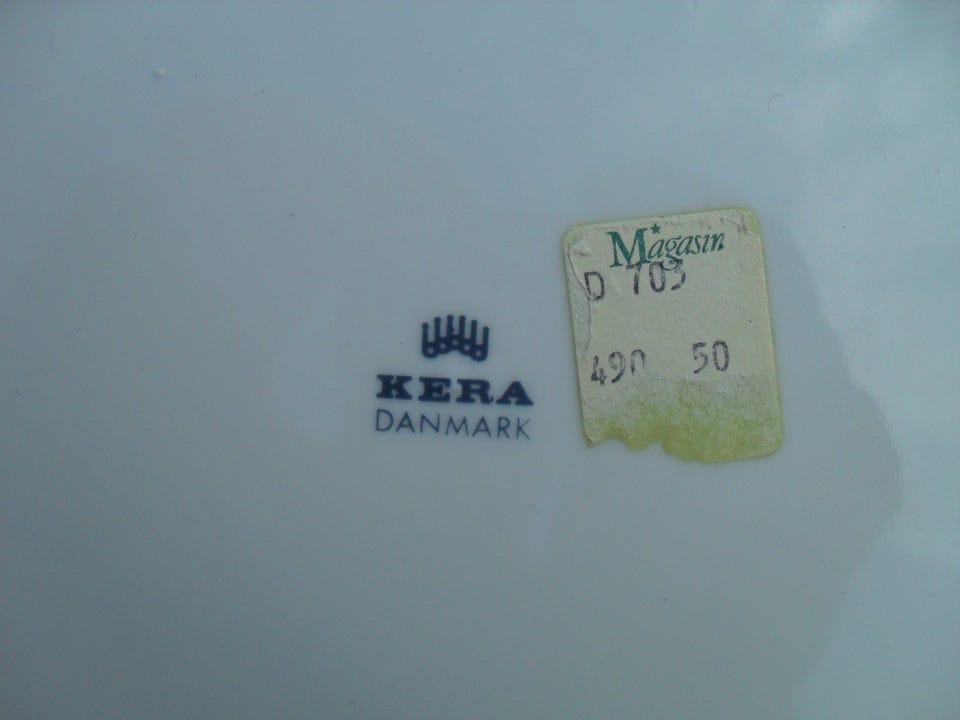 KERA
DANMARK
Magasin
D 703
490 50